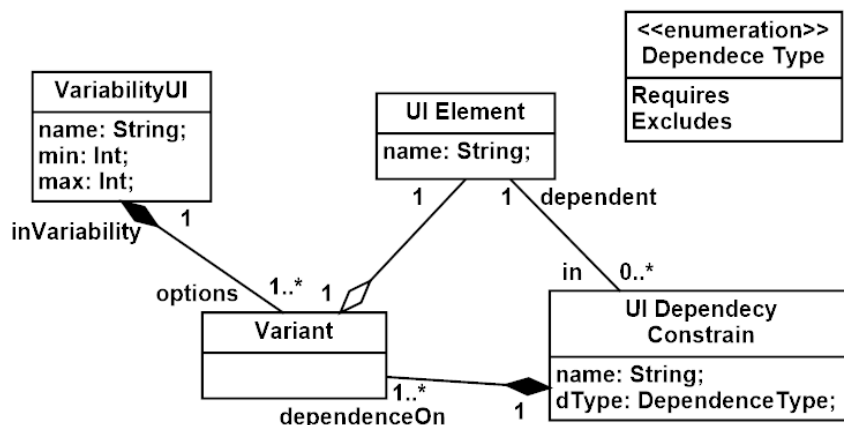 <<enumeration>>
Dependece Type
Requires
Excludes
VariabilityUI
name: String;
min: Int;
max: Int;
UI Element
name: String;
1
inVariability
1
1
dependent
options
1..*
1
in
0..*
Variant
UI Dependecy
Constrain
name: String;
dType: DependenceType;
1..*
dependenceOn
1